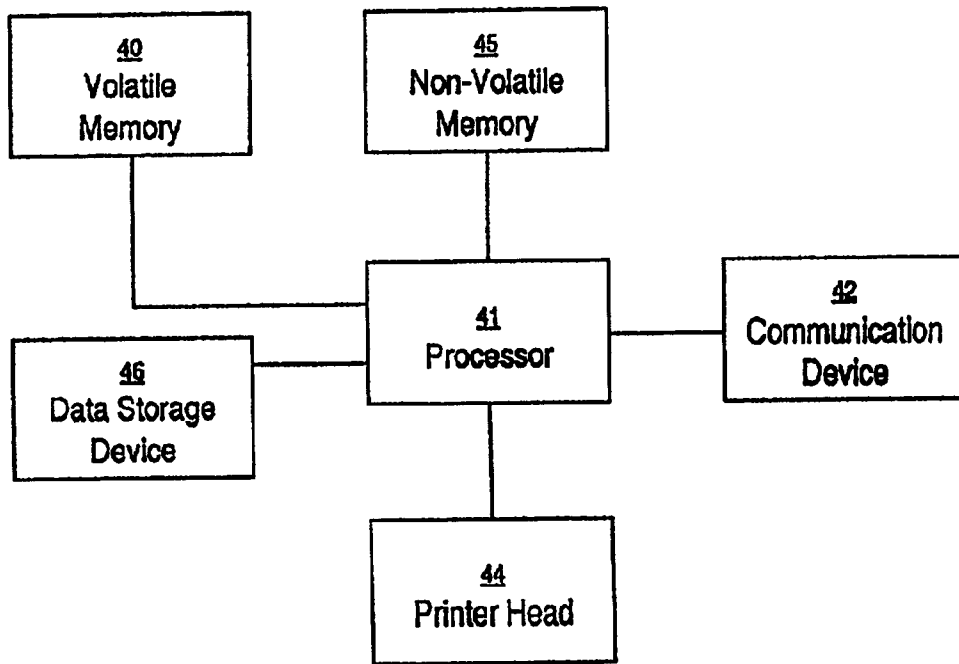 40
Volatile
Memory
45
Non-Volatile
Memory
41
Processor
42
Communication
Device
46
Data Storage
Device
44
Printer Head